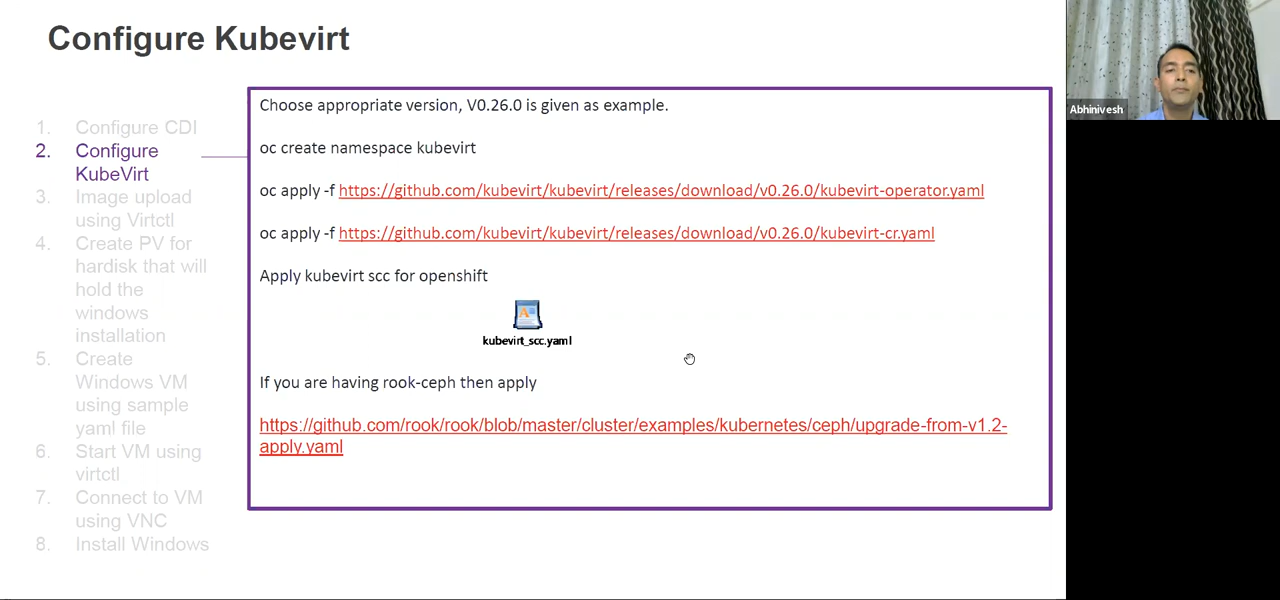 Configure Kubevirt
1. Configure CDI
2. Configure
KubeVirt
3. Image upload
using Virtctl
4. Create PV for
hardisk that will
hold the
windows
installation
5. Create
Windows VM
using sample
yaml file
6. Start VM using
virtctl
7. Connect to VM
using VNC
8. Install Windows
Choose appropriate version, V0.26.0 is given as example.
oc create namespace kubevirt
oc apply -f https://github.com/kubevirt/kubevirt/releases/download/v0.26.0/kubevirt-operator.yaml
oc apply -f https://github.com/kubevirt/kubevirt/releases/download/v0.26.0/kubevirt-cr.yaml
Apply kubevirt scc for openshift
kubevirt_scc.yaml
If you are having rook-ceph then apply
https://github.com/rook/rook/blob/master/cluster/examples/kubernetes/ceph/upgrade-from-v1.2-
apply.yaml
Abhinivesh